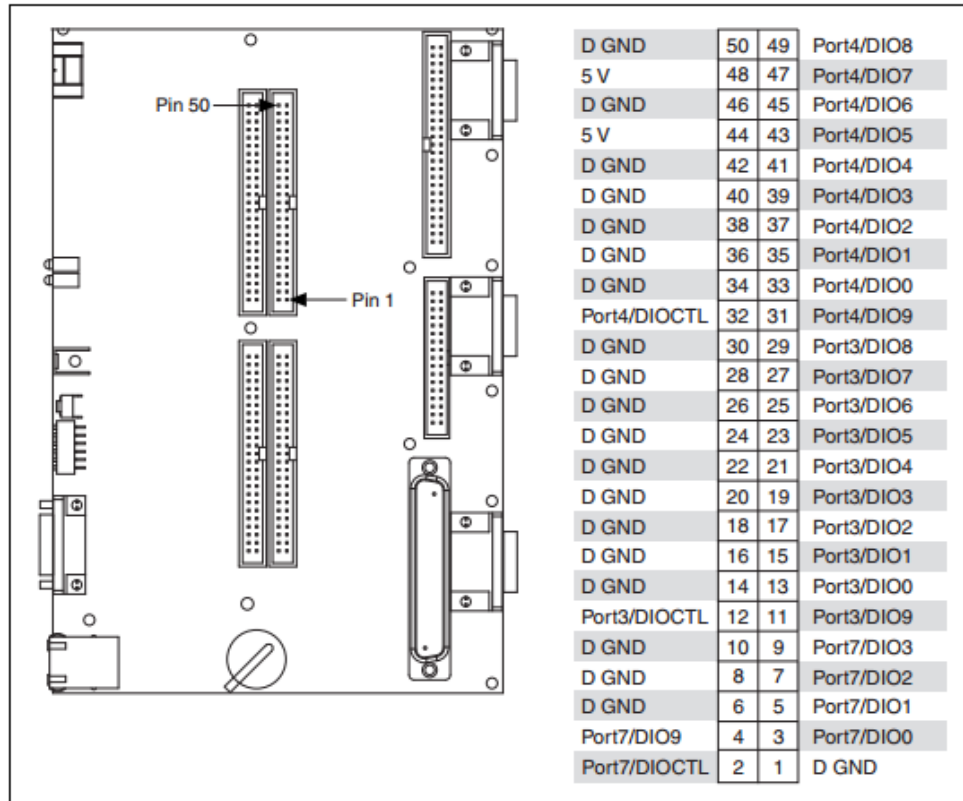 D GND 50 49 Port4/DIO8
5 V 48 47 Port4/DIO7
Pin 50 D GND 46 45 Port4/DIO6
5 V 44 43 Port4/DIO5
D GND 42 41 Port4/DIO4
D GND 40 39 Port4/DIO3
D GND 38 37 Port4/DIO2
D GND 36 35 Port4/DIO1
Pin 1 D GND 34 33 Port4/DIO0
Port4/DIOCTL 32 31 Port4/DIO9
D GND 30 29 Port3/DIO8
D GND 28 27 Port3/DIO7
D GND 26 25 Port3/DIO6
D GND 24 23 Port3/DIO5
D GND 22 21 Port3/DIO4
D GND 20 19 Port3/DIO3
D GND 18 17 Port3/DIO2
D GND 16 15 Port3/DIO1
D GND 14 13 Port3/DIO0
Port3/DIOCTL 12 11 Port3/DIO9
D GND 10 9 Port7/DIO3
D GND 8 7 Port7/DIO2
D GND 6 5 Port7/DIO1
Port7/DIO9 4 3 Port7/DIO0
Port7/DIOCTL 2 1 D GND